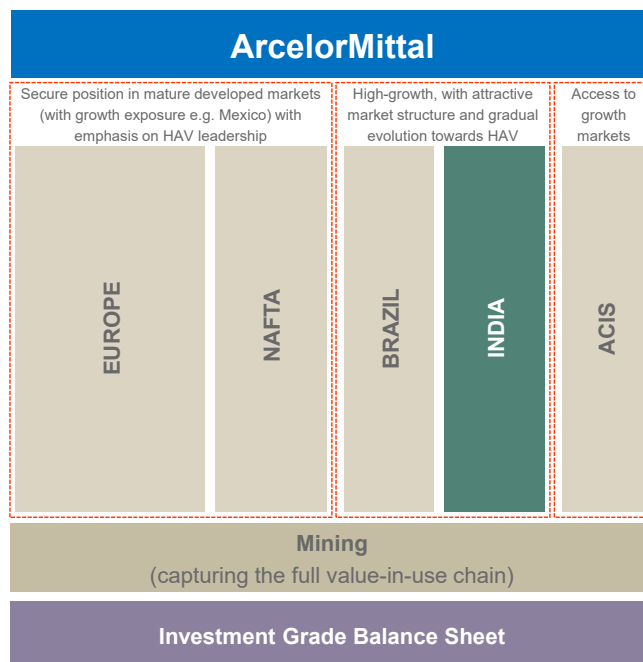 ArcelorMittal
Secure position in mature developed markets
(with growth exposure e.g. Mexico) with
emphasis on HAV leadership
High-growth, with attractive
market structure and gradual
evolution towards HAV
Access to
growth
markets
EUROPE
NAFTA
BRAZIL
INDIA
ACIS
Mining
(capturing the full value-in-use chain)
Investment Grade Balance Sheet